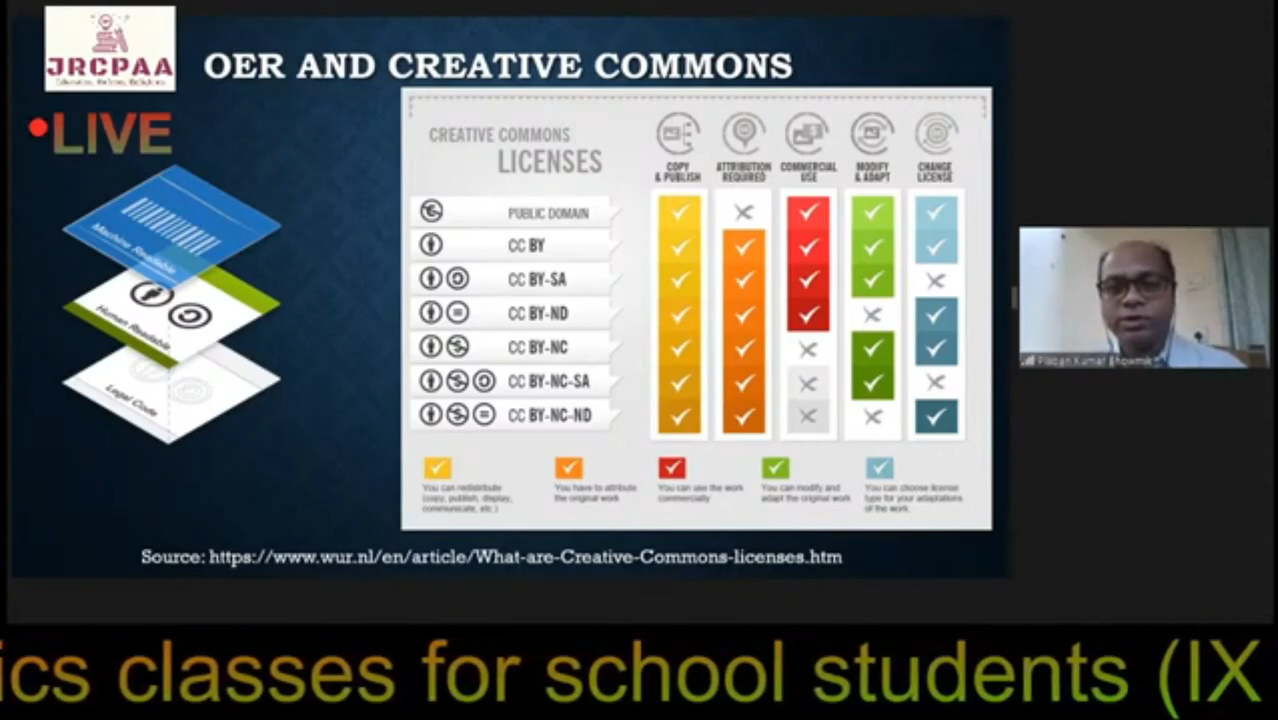 JRCPAA
OER AND CREATIVE COMMONS
•LIVE
Machine Readable
Human Readable
Legal Code
CREATIVE COMMONS
LICENSES
COPY
& PUBLISH
ATTRIBUTION
REQUIRED
COMMERCIAL
USE
MODIFY
& ADAPT
CHANGE
LICENSE
PUBLIC DOMAIN
CC BY
CC BY-SA
CC BY-ND
CC BY-NC
CC BY-NC-SA
CC BY-NC-ND
You can redistribute
(copy, publish, display,
communicate, etc.)
You have to attribute
the original work
You can use the work
commercially
You can modify and
adapt the original work
You can choose license
type for your adaptations
of the work.
Source: https://www.wur.nl/en/article/What-are-Creative-Commons-licenses.htm
Kumar Bhowmik
ics classes for school students (IX